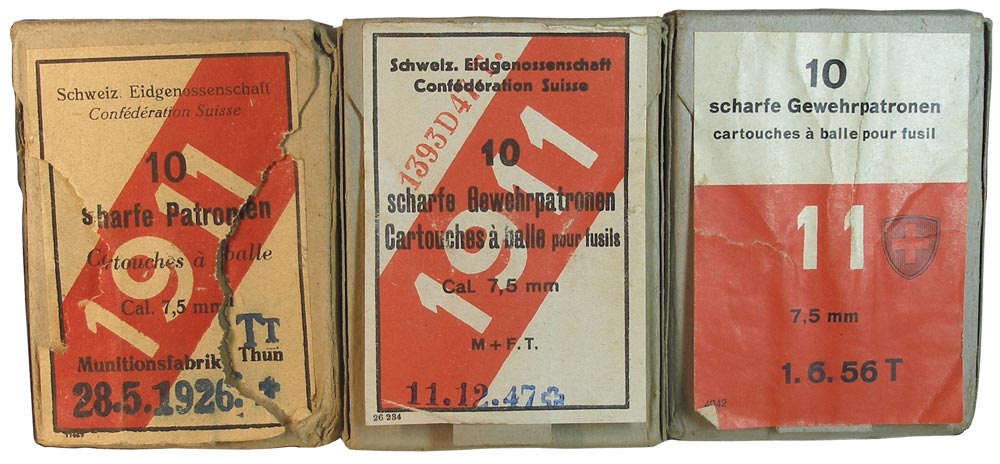 Schweiz. Eidgenossenschaft
Confédération Suisse
1911
10
scharfe Patronen
Cartouches à balle
Cal. 7,5 mm
TT
Munitionsfabrik Thun
28.5.1926.
Schweiz. Eidgenossenschaft
Confédération Suisse
1393D47
1911
10
scharfe Gewehrpatronen
Cartouches à balle pour fusils
Cal. 7,5 mm
M+F.T.
11.12.47
26 234
10
scharfe Gewehrpatronen
cartouches à balle pour fusil
11
7,5 mm
1.6.56 T